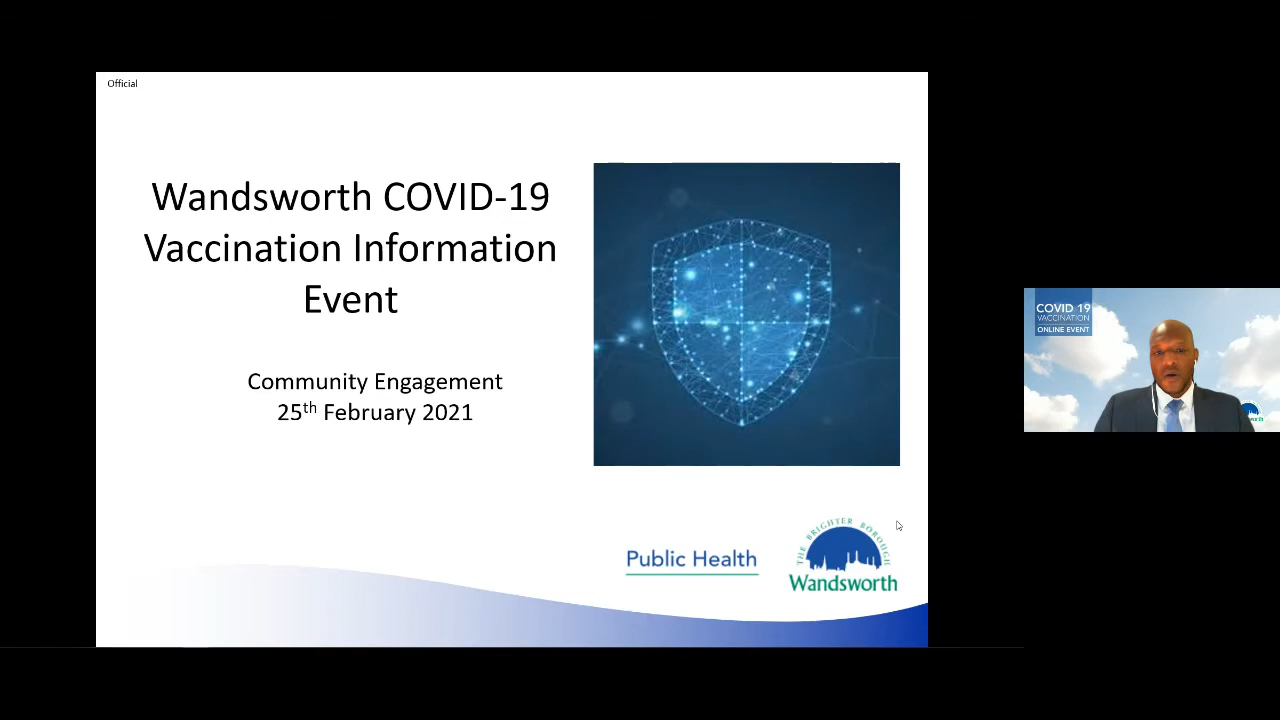 Official
Wandsworth COVID-19
Vaccination Information
Event
Community Engagement
25th February 2021
Public Health
THE BRIGHTER BOROUGH
Wandsworth
COVID 19
VACCINATION
ONLINE EVENT